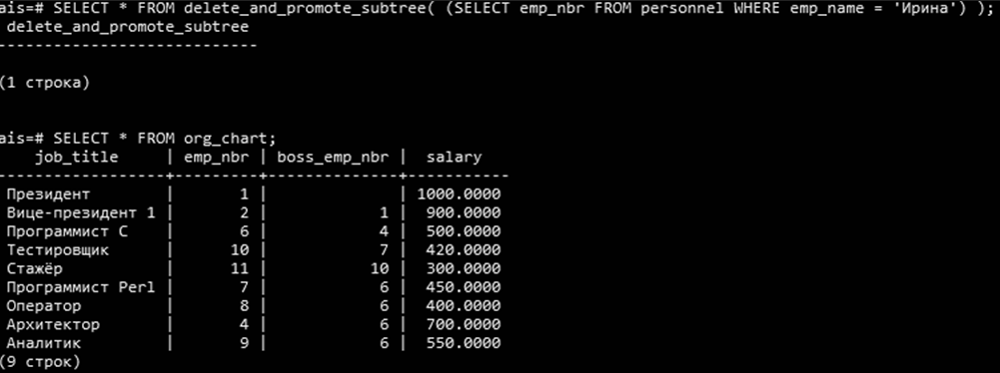 ais=# SELECT * FROM delete_and_promote_subtree( (SELECT emp_nbr FROM personnel WHERE emp_name = 'Ирина') );
 delete_and_promote_subtree
----------------------------

(1 строка)

ais=# SELECT * FROM org_chart;
    job_title    | emp_nbr | boss_emp_nbr |  salary
-----------------+---------+--------------+-----------
 Президент       |       1 |              | 1000.0000
 Вице-президент 1 |       2 |            1 |  900.0000
 Программист C   |       6 |            4 |  500.0000
 Тестировщик     |      10 |            7 |  420.0000
 Стажёр          |      11 |           10 |  300.0000
 Программист Perl |       7 |            6 |  450.0000
 Оператор        |       8 |            6 |  400.0000
 Архитектор      |       4 |            6 |  700.0000
 Аналитик        |       9 |            6 |  550.0000
(9 строк)